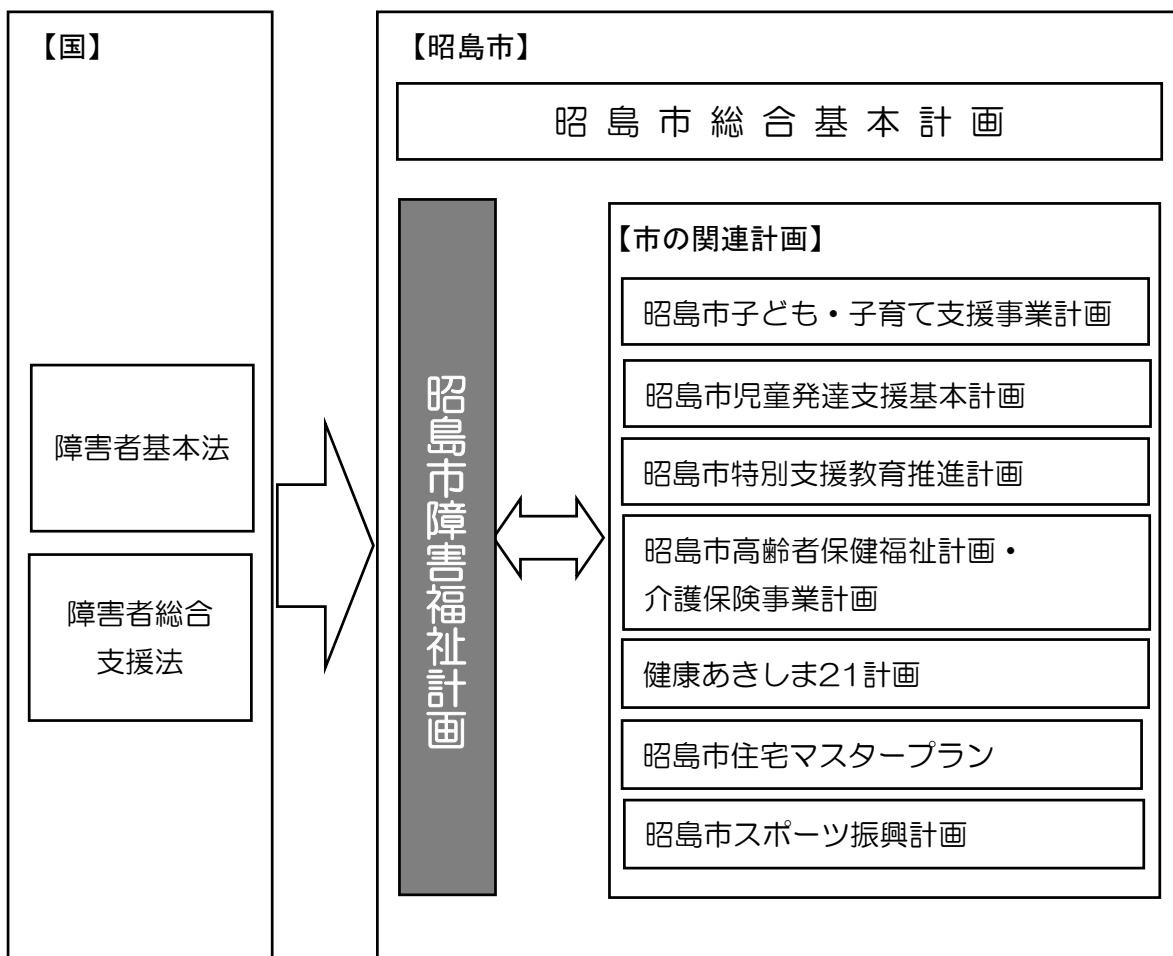 【国】
障害者基本法
障害者総合
支援法
【昭島市】
昭島市総合基本計画
昭島市障害福祉計画
【市の関連計画】
昭島市子ども・子育て支援事業計画
昭島市児童発達支援基本計画
昭島市特別支援教育推進計画
昭島市高齢者保健福祉計画・
介護保険事業計画
健康あきしま21計画
昭島市住宅マスタープラン
昭島市スポーツ振興計画